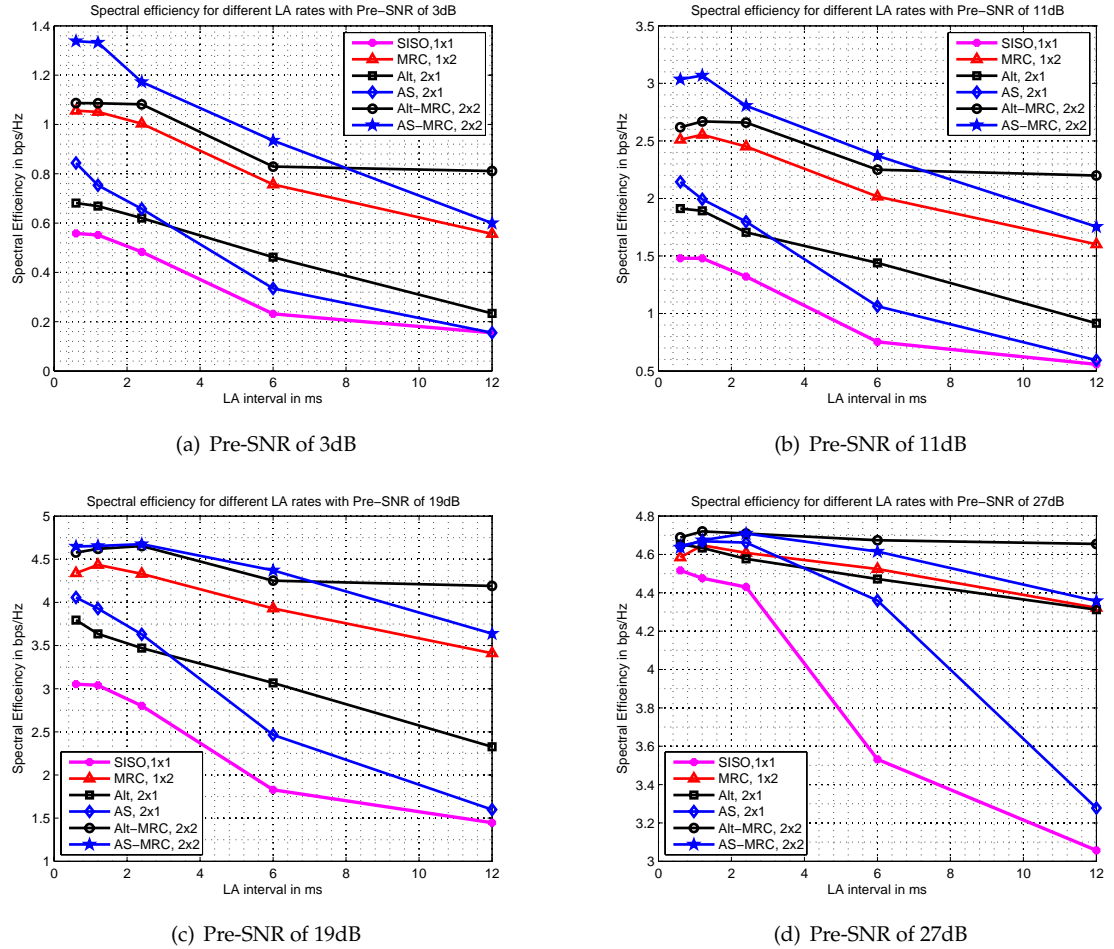 Spectral efficiency for different LA rates with Pre−SNR of 3dB
1.4
1.2
1
0.8
0.6
0.4
0.2
0
Spectral Efficiency in bps/Hz
SISO,1x1
MRC, 1x2
Alt, 2x1
AS, 2x1
Alt−MRC, 2x2
AS−MRC, 2x2
0 2 4 6 8 10 12
LA interval in ms
(a) Pre-SNR of 3dB
Spectral efficiency for different LA rates with Pre−SNR of 11dB
3.5
3
2.5
2
1.5
1
0.5
Spectral Efficiency in bps/Hz
SISO,1x1
MRC, 1x2
Alt, 2x1
AS, 2x1
Alt−MRC, 2x2
AS−MRC, 2x2
0 2 4 6 8 10 12
LA interval in ms
(b) Pre-SNR of 11dB
Spectral efficiency for different LA rates with Pre−SNR of 19dB
5
4.5
4
3.5
3
2.5
2
1.5
1
Spectral Efficency in bps/Hz
SISO,1x1
MRC, 1x2
Alt, 2x1
AS, 2x1
Alt−MRC, 2x2
AS−MRC, 2x2
0 2 4 6 8 10 12
LA interval in ms
(c) Pre-SNR of 19dB
Spectral efficiency for different LA rates with Pre−SNR of 27dB
4.8
4.6
4.4
4.2
4
3.8
3.6
3.4
3.2
3
Spectral Efficency in bps/Hz
SISO,1x1
MRC, 1x2
Alt, 2x1
AS, 2x1
Alt−MRC, 2x2
AS−MRC, 2x2
0 2 4 6 8 10 12
LA interval in ms
(d) Pre-SNR of 27dB